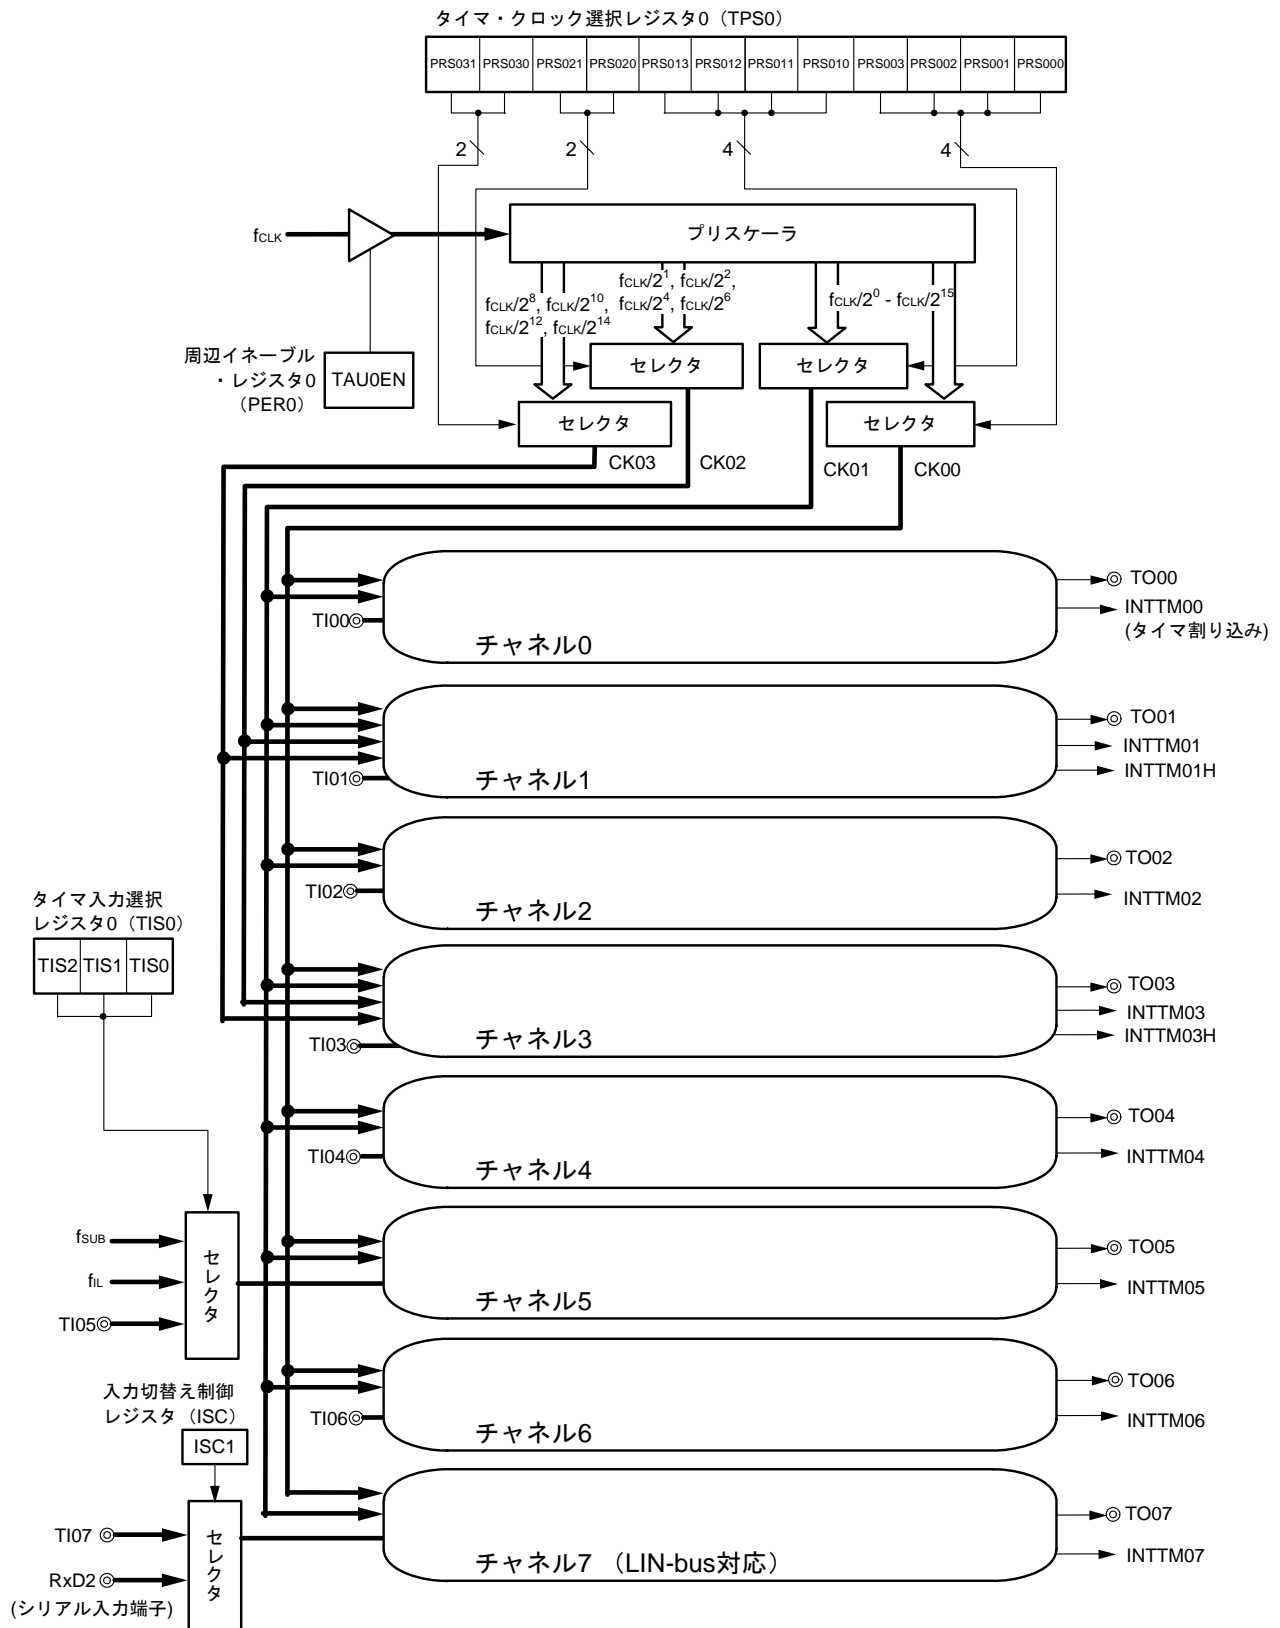 タイマ・クロック選択レジスタ0（TPS0）
PRS031 PRS030 PRS021 PRS020 PRS013 PRS012 PRS011 PRS010 PRS003 PRS002 PRS001 PRS000
2 2 4 4
fCLK
プリスケーラ
fCLK/2^8, fCLK/2^10,
fCLK/2^12, fCLK/2^14
fCLK/2^1, fCLK/2^2,
fCLK/2^4, fCLK/2^6
fCLK/2^0 - fCLK/2^15
周辺イネーブル
・レジスタ0
（PER0）
TAU0EN
セレクタ セレクタ
セレクタ セレクタ
CK03 CK02 CK01 CK00
TI00
チャネル0
TO00
INTTM00
(タイマ割り込み)
TI01
チャネル1
TO01
INTTM01
INTTM01H
TI02
チャネル2
TO02
INTTM02
タイマ入力選択
レジスタ0（TIS0）
TIS2 TIS1 TIS0
TI03
チャネル3
TO03
INTTM03
INTTM03H
TI04
チャネル4
TO04
INTTM04
fSUB
fIL
TI05
セレクタ
チャネル5
TO05
INTTM05
TI06
チャネル6
TO06
INTTM06
入力切替え制御
レジスタ（ISC）
ISC1
TI07
RxD2
(シリアル入力端子)
セレクタ
チャネル7 （LIN-bus対応）
TO07
INTTM07